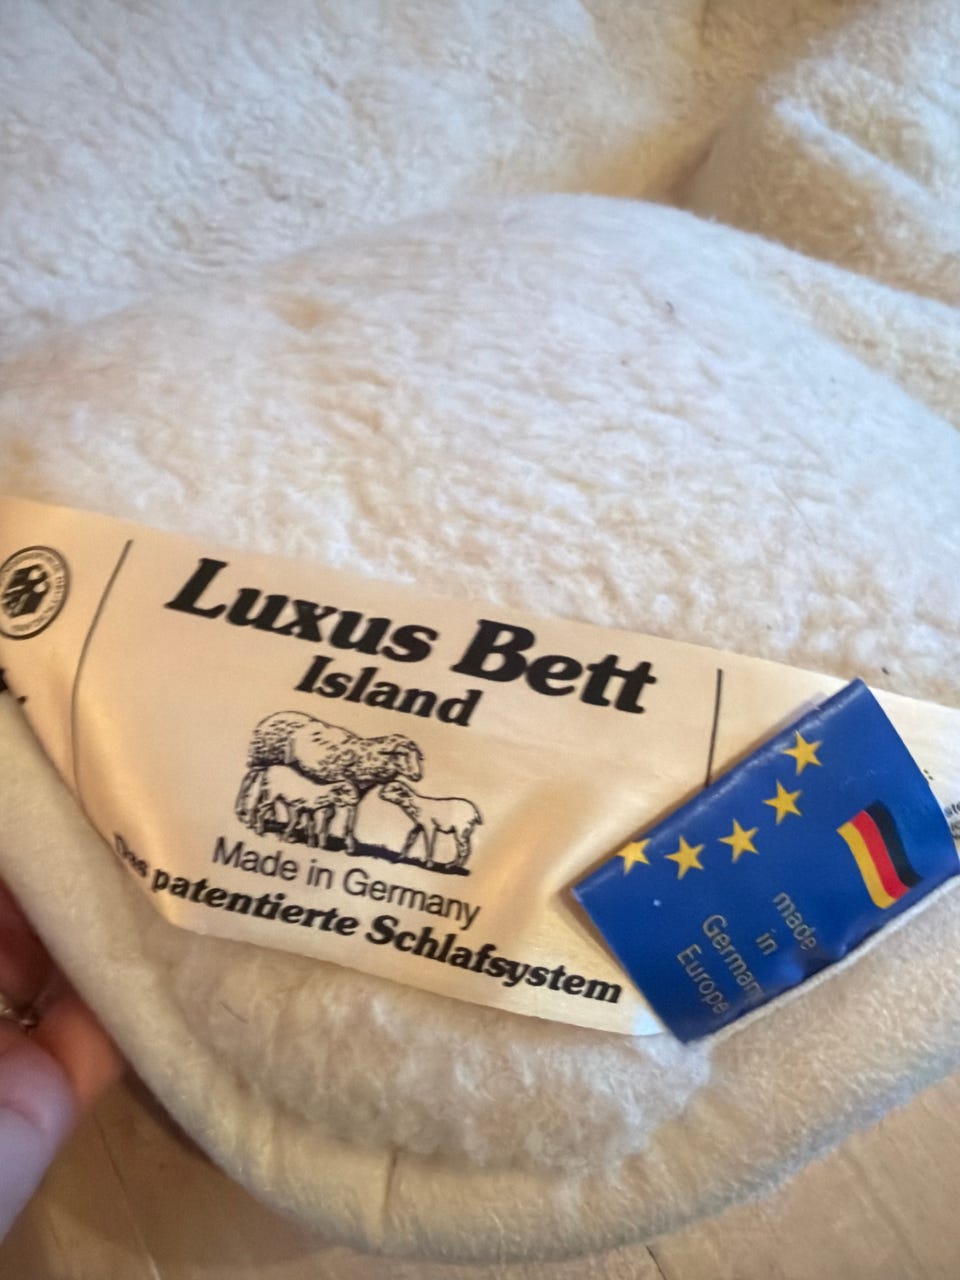 Luxus Bett
Island
Made in Germany
Das patentierte Schlafsystem
made
in
Germany
Europe